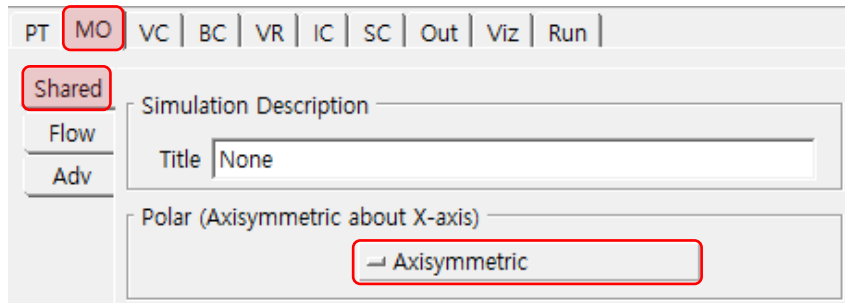 PT MO VC BC VR IC SC Out Viz Run
Shared
Simulation Description
Flow
Title None
Adv
Polar (Axisymmetric about X-axis)
Axisymmetric